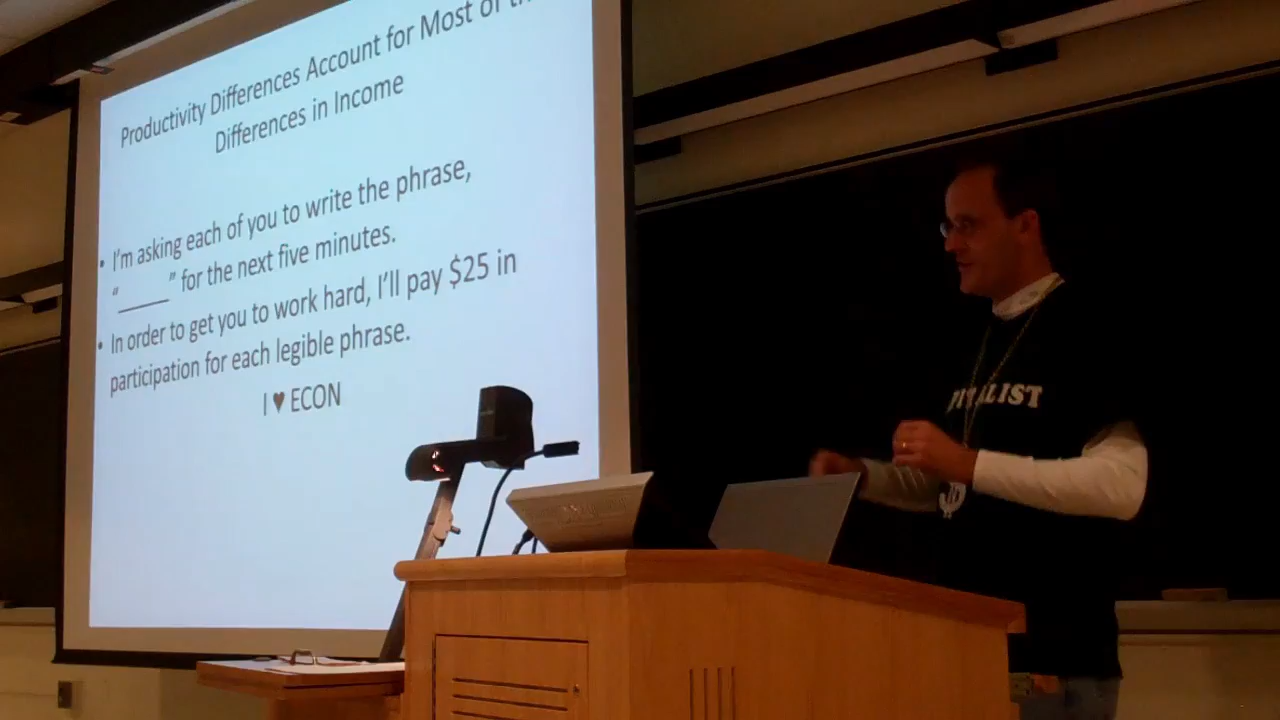 Productivity Differences Account for Most of
Differences in Income
• I'm asking each of you to write the phrase,
"______" for the next five minutes.
• In order to get you to work hard, I'll pay $25 in
participation for each legible phrase.
I ♥ ECON